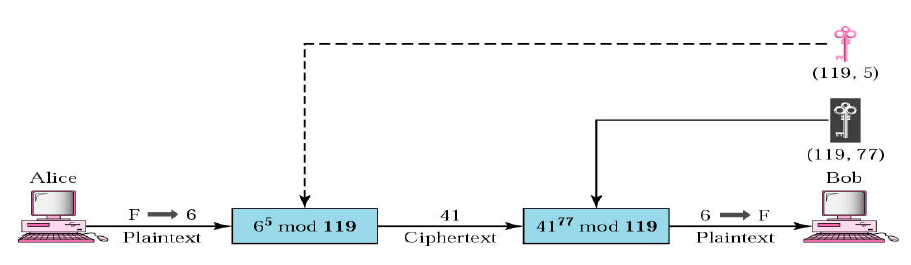 (119, 5)
(119, 77)
Alice
Bob
F → 6
Plaintext
6⁵ mod 119
41
Ciphertext
41⁷⁷ mod 119
6 → F
Plaintext